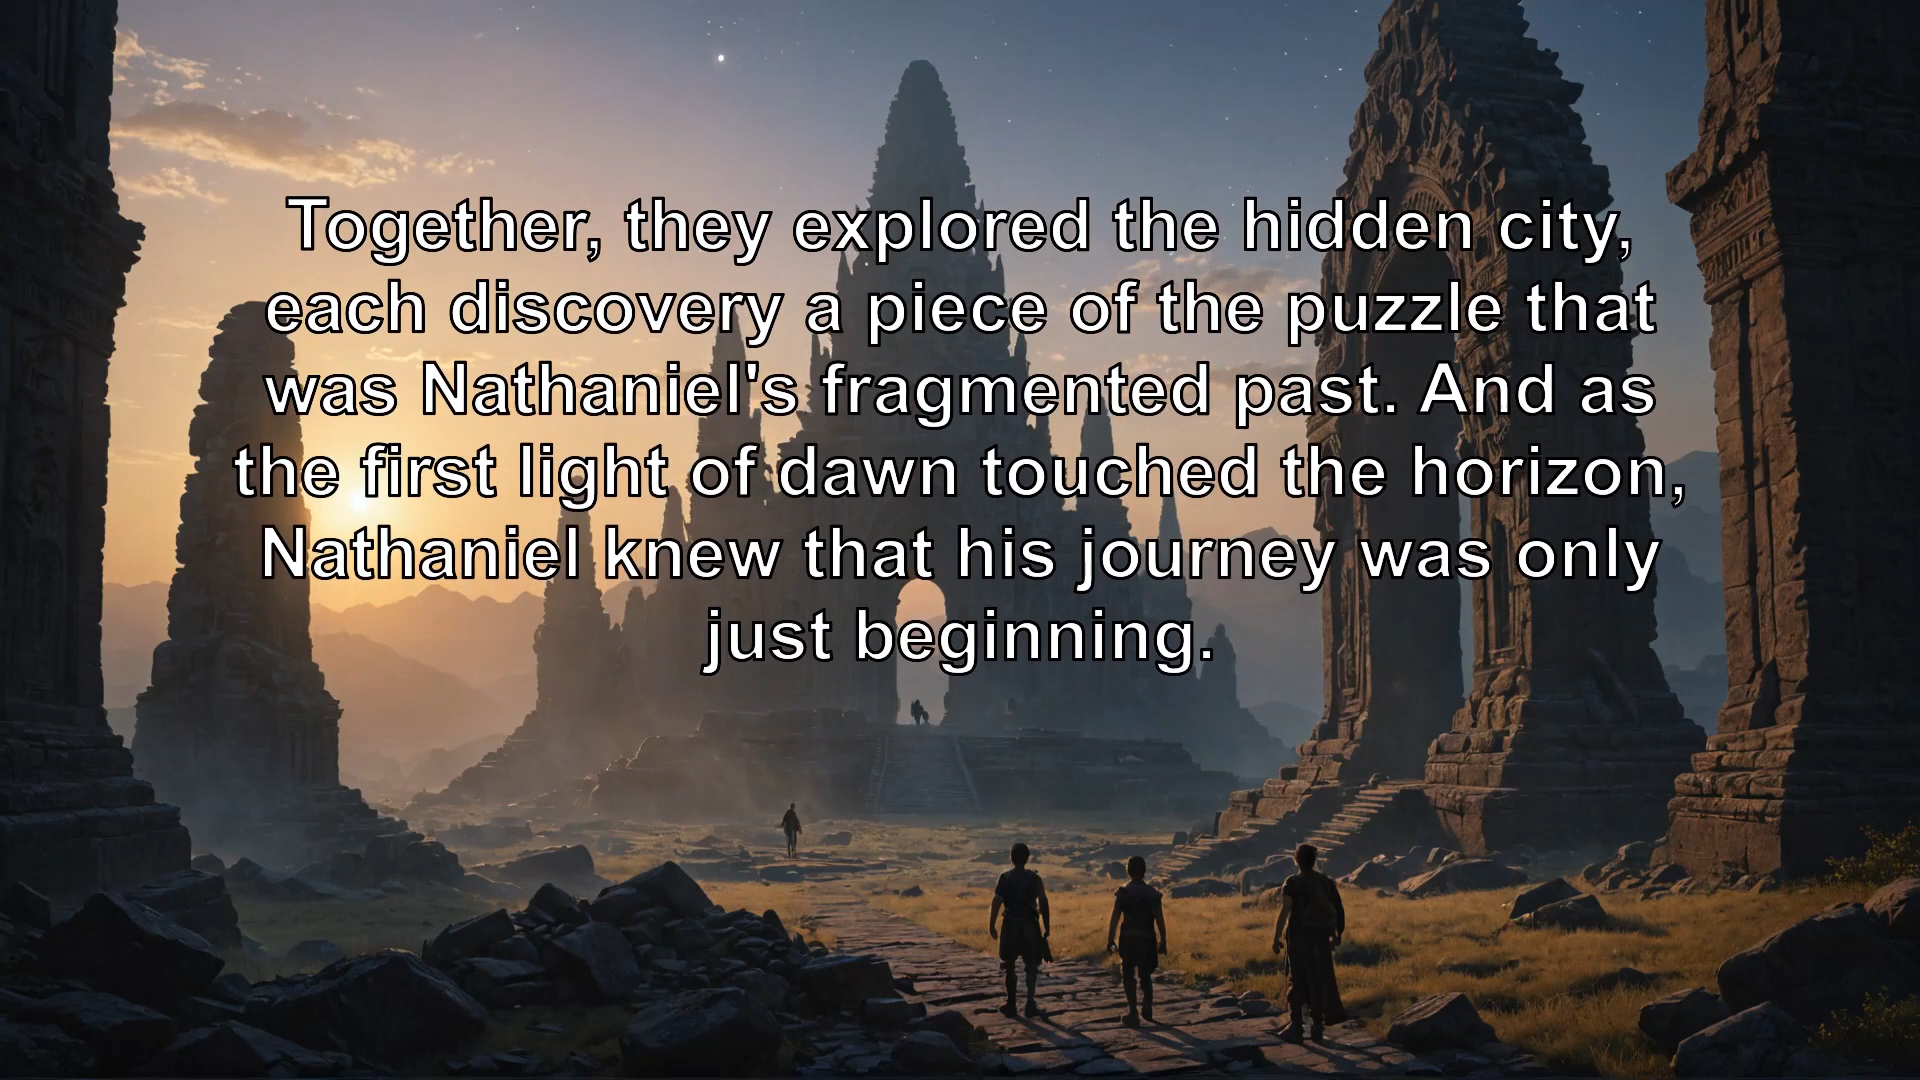 Together, they explored the hidden city,
each discovery a piece of the puzzle that
was Nathaniel's fragmented past. And as
the first light of dawn touched the horizon,
Nathaniel knew that his journey was only
just beginning.